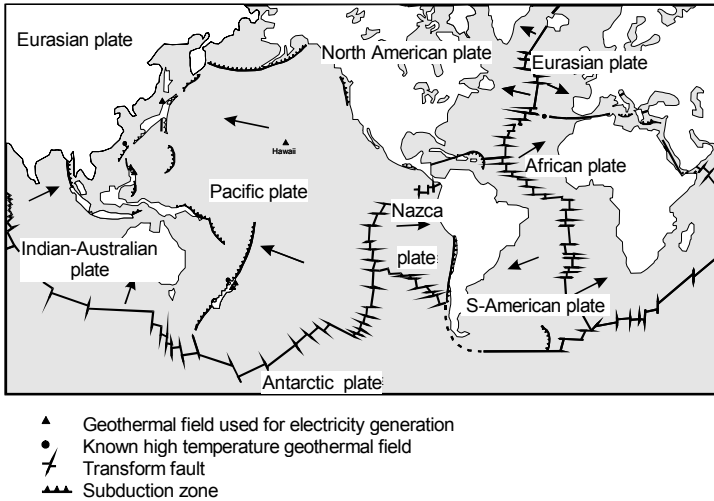 Eurasian plate
North American plate
Eurasian plate
Hawaii
African plate
Pacific plate
Nazca
plate
Indian-Australian
plate
S-American plate
Antarctic plate
Geothermal field used for electricity generation
Known high temperature geothermal field
Transform fault
Subduction zone